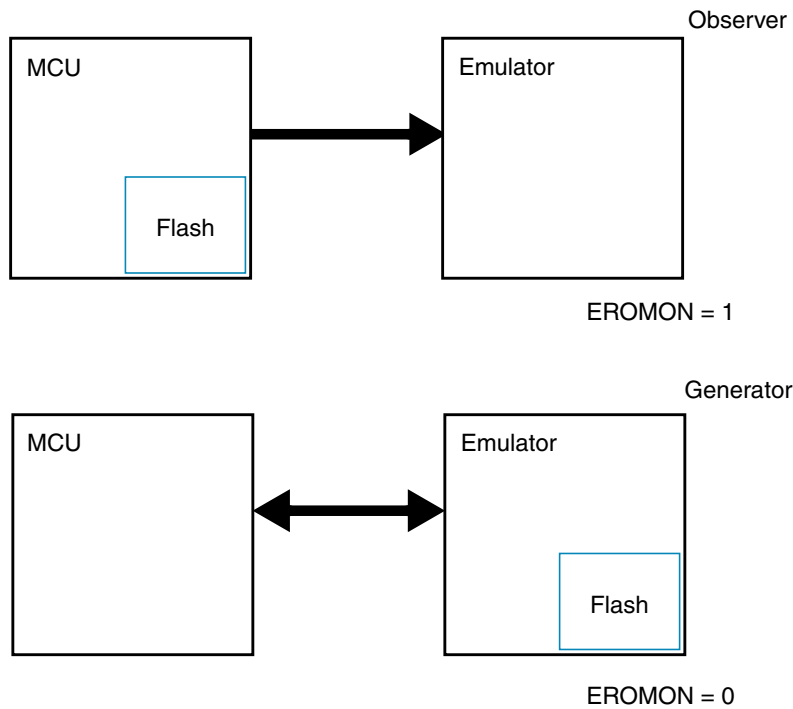 Observer
MCU
Emulator
Flash
EROMON = 1
Generator
MCU
Emulator
Flash
EROMON = 0